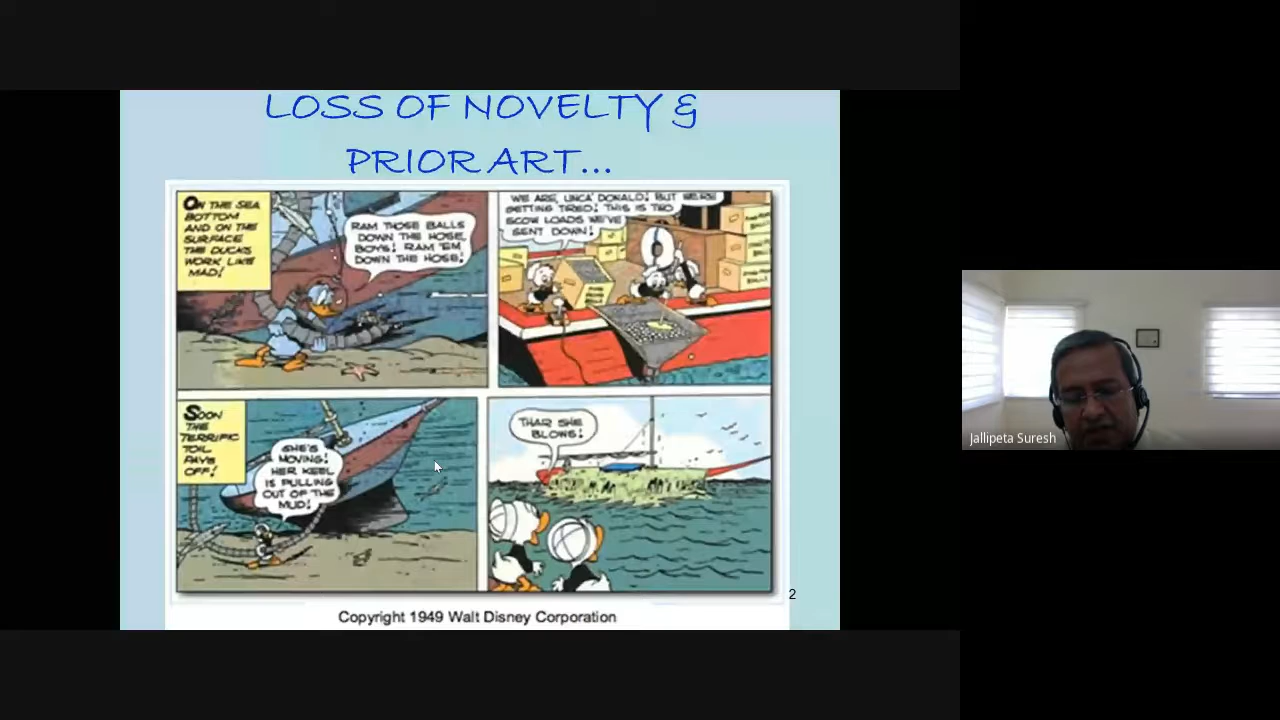 LOSS OF NOVELTY &
PRIOR ART...
ON THE SEA
BOTTOM
AND ON THE
SURFACE
THE DUCKS
WORK LIKE
MAD!
RAM THOSE BALLS
DOWN THE HOSE,
BOYS! RAM 'EM
DOWN THE HOSE!
WE ARE, UNCA' DONALD! BUT WE'RE
GETTING TIRED! THIS IS TWO
SCOW LOADS WE'VE
SENT DOWN!
SOON
THE
TERRIFIC
TOIL
PAYS
OFF!
SHE'S
MOVING!
HER KEEL
IS PULLING
OUT OF THE
MUD!
THAR SHE
BLOWS!
2
Copyright 1949 Walt Disney Corporation
Jallipeta Suresh